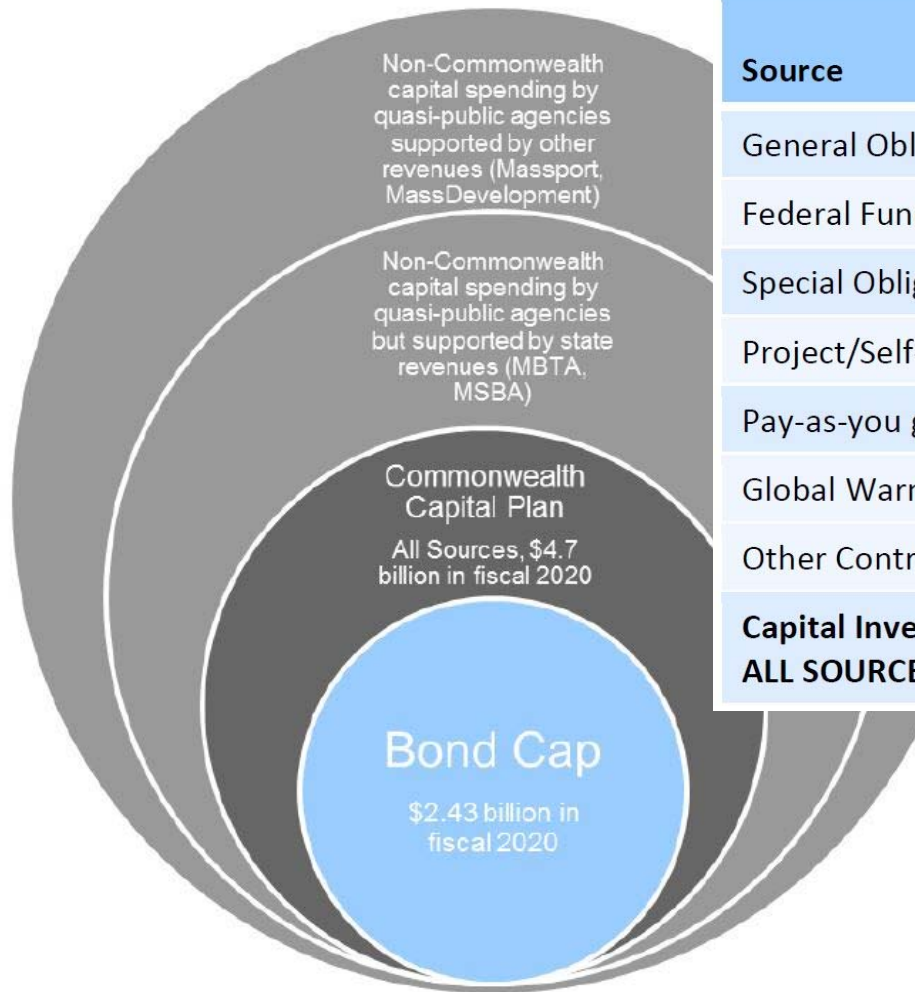 Non-Commonwealth
capital spending by
quasi-public agencies
supported by other
revenues (Massport,
MassDevelopment)
Non-Commonwealth
capital spending by
quasi-public agencies
but supported by state
revenues (MBTA,
MSBA)
Commonwealth
Capital Plan
All Sources, $4.7
billion in fiscal 2020
Bond Cap
$2.43 billion in
fiscal 2020
Source
General Obl
Federal Fun
Special Oblig
Project/Self
Pay-as-you g
Global Warm
Other Contr
Capital Inve
ALL SOURCE